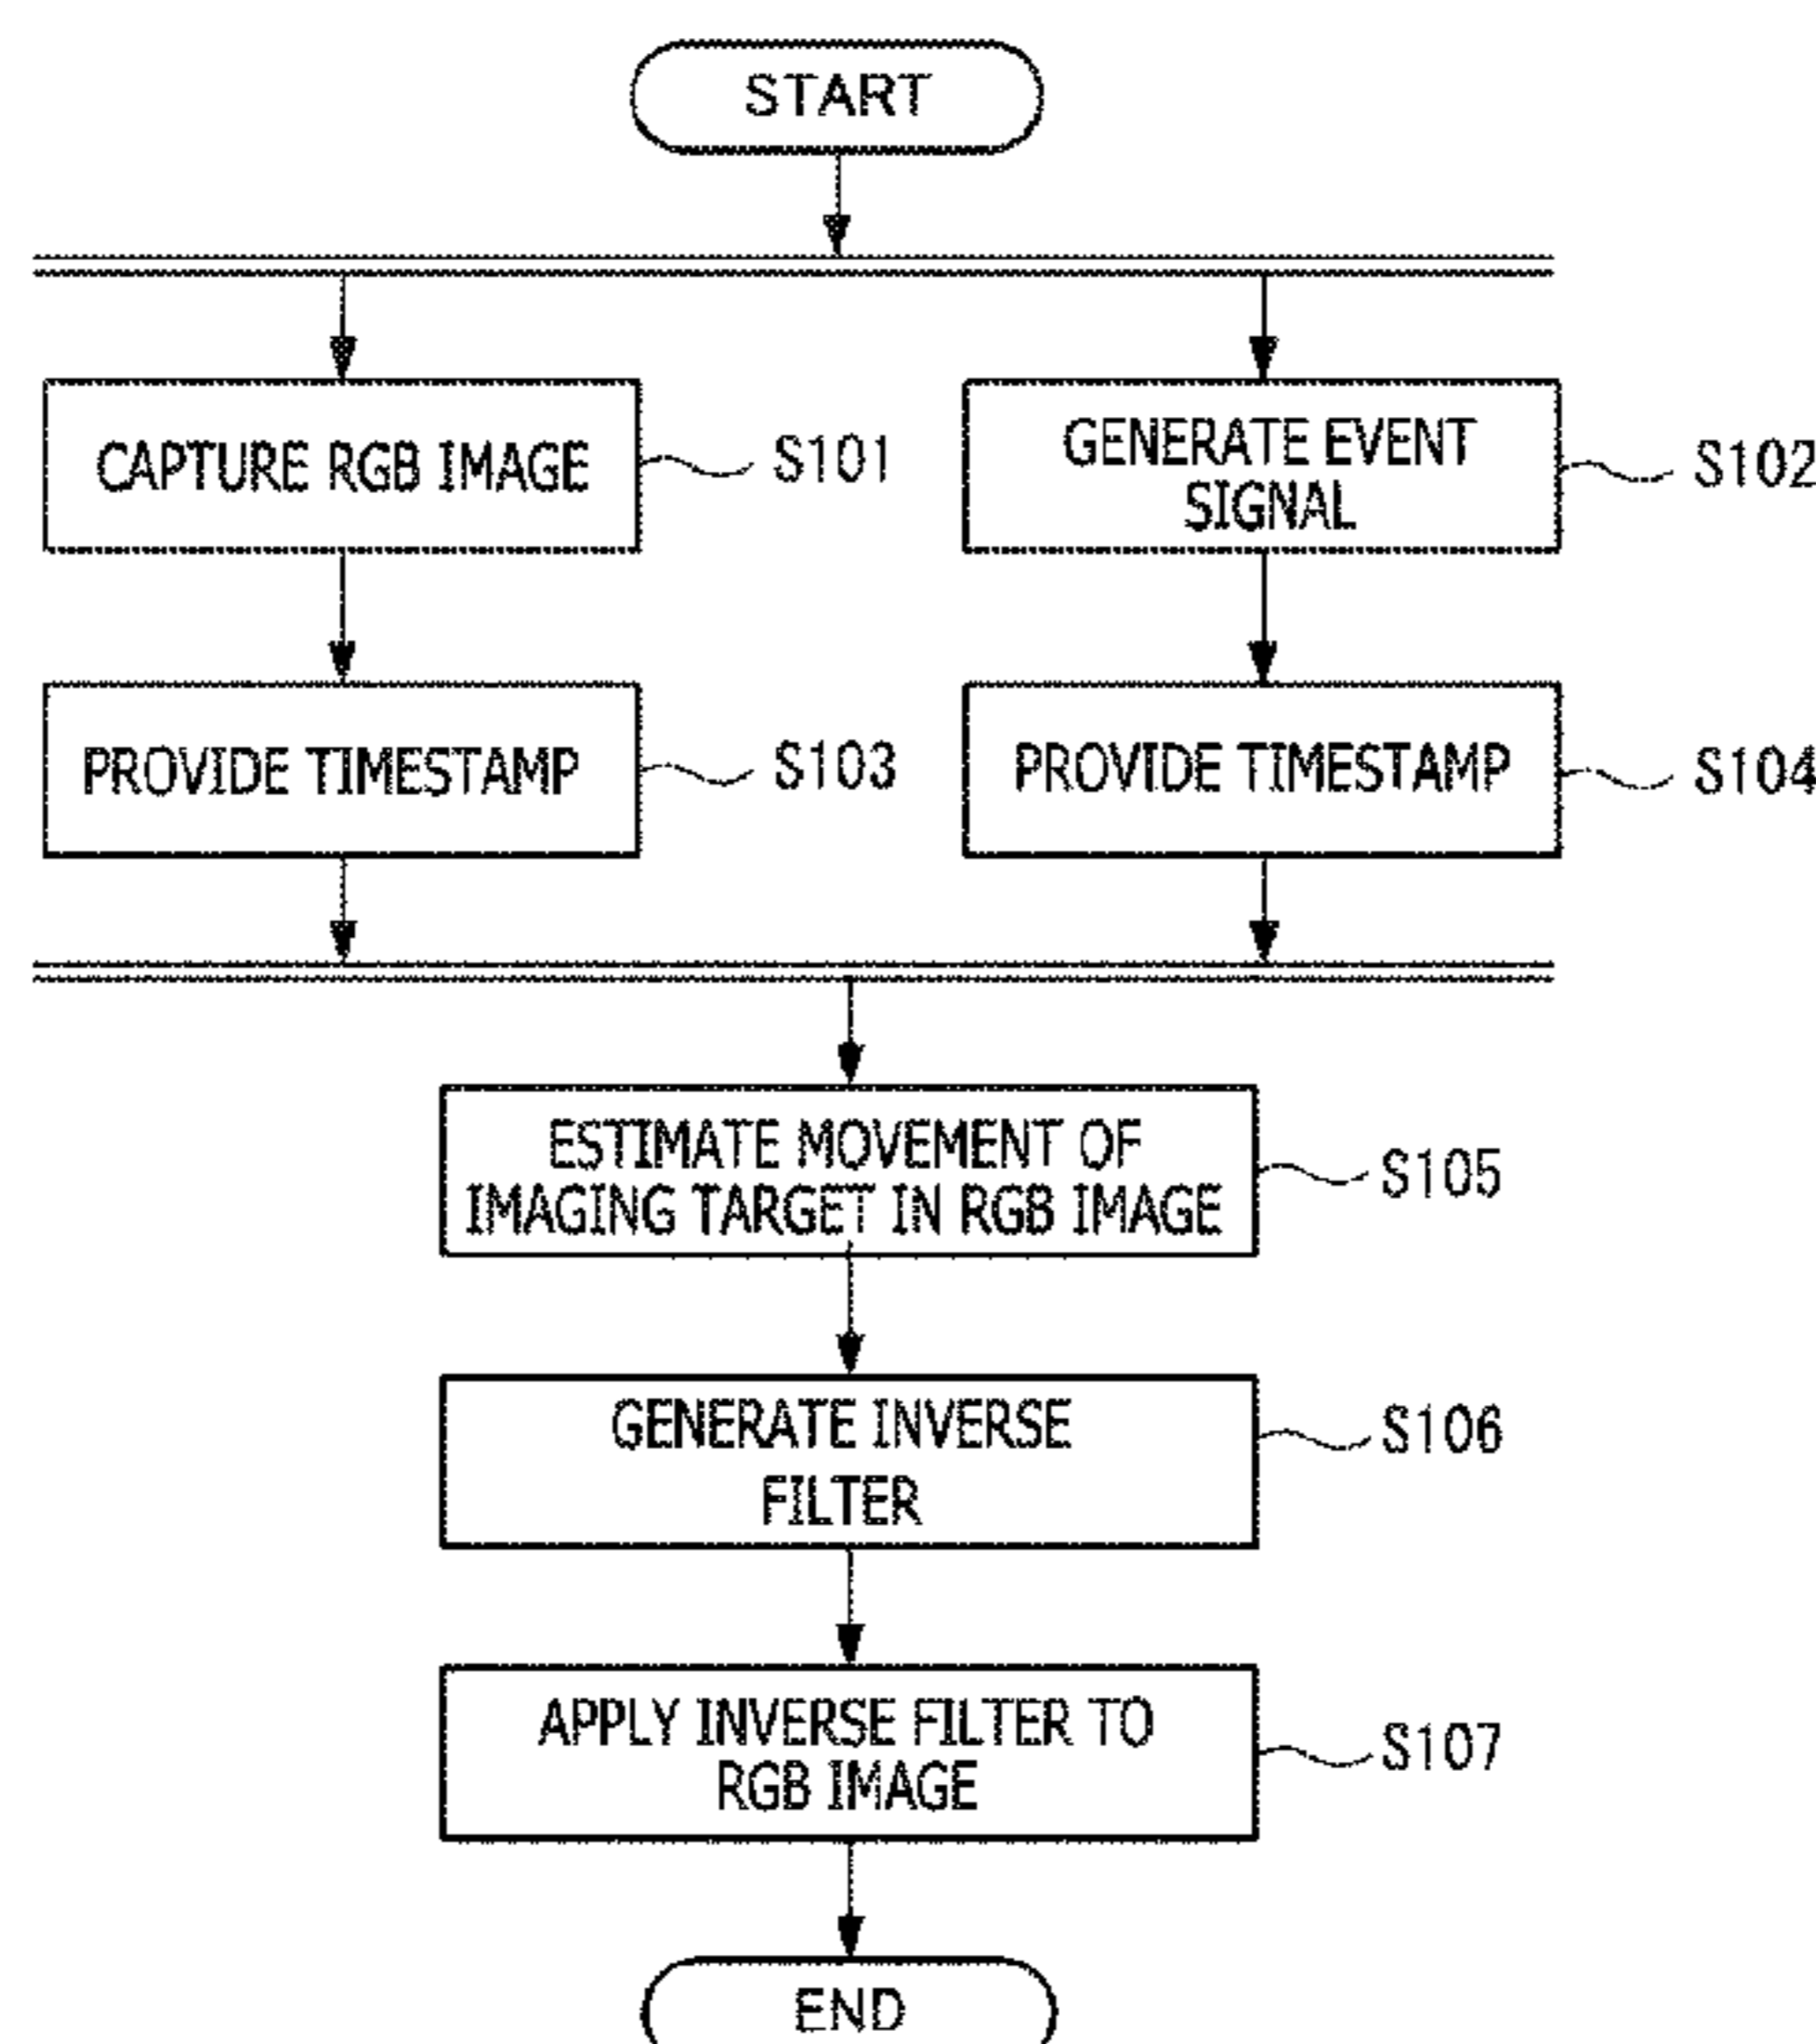 START
CAPTURE RGB IMAGE
S101
GENERATE EVENT
SIGNAL
S102
PROVIDE TIMESTAMP
S103
PROVIDE TIMESTAMP
S104
ESTIMATE MOVEMENT OF
IMAGING TARGET IN RGB IMAGE
S105
GENERATE INVERSE
FILTER
S106
APPLY INVERSE FILTER TO
RGB IMAGE
S107
END